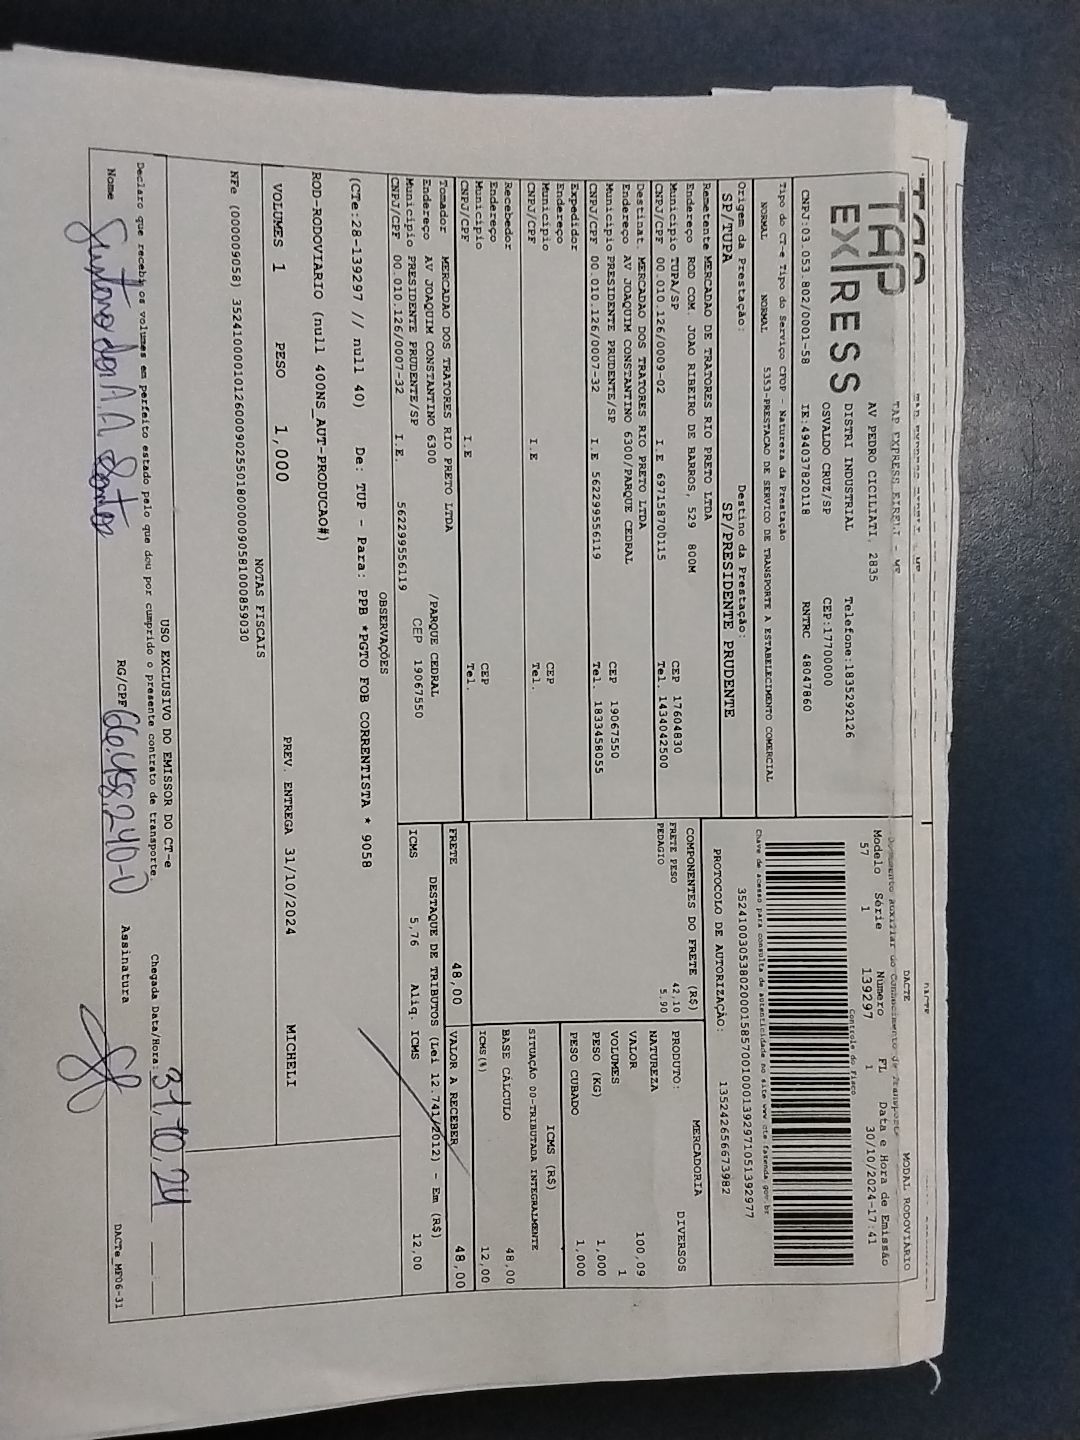 TAP
EXPRESS
TAP EXPRESS EIRELI - ME
AV PEDRO CICILIATI, 2835
DISTRI INDUSTRIAL Telefone:1835292126
OSVALDO CRUZ/SP CEP:17700000
CNPJ:03.053.802/0001-58 IE:494037820118 RNTRC 48047860
Tipo do CT-e Tipo do Serviço CFOP - Natureza da Prestação
NORMAL NORMAL 5353-PRESTACAO DE SERVICO DE TRANSPORTE A ESTABELECIMENTO COMERCIAL
Origem da Prestação: Destino da Prestação:
SP/TUPA SP/PRESIDENTE PRUDENTE
DACTE MODAL RODOVIÁRIO
Documento auxiliar do Conhecimento de Transporte
Modelo Série Número FL Data e Hora de Emissão
57 1 139297 1 30/10/2024-17:41
Controle do Fisco
Chave de acesso para consulta de autenticidade no site www.cte.fazenda.gov.br
PROTOCOLO DE AUTORIZAÇÃO: 135242656673982
Remetente MERCADAO DE TRATORES RIO PRETO LTDA
Endereço ROD COM. JOAO RIBEIRO DE BARROS, 529 800M
Município TUPA/SP CEP 17604830
CNPJ/CPF 00.010.126/0009-02 I.E 697158700115 Tel. 1434042500
Destinat. MERCADAO DOS TRATORES RIO PRETO LTDA
Endereço AV JOAQUIM CONSTANTINO 6300/PARQUE CEDRAL
Município PRESIDENTE PRUDENTE/SP CEP 19067550
CNPJ/CPF 00.010.126/0007-32 I.E 562299556119 Tel. 1833458055
Expedidor
Endereço
Município CEP
CNPJ/CPF I.E Tel.
Recebedor
Endereço
Município CEP
CNPJ/CPF I.E Tel.
Tomador MERCADAO DOS TRATORES RIO PRETO LTDA
Endereço AV JOAQUIM CONSTANTINO 6300 /PARQUE CEDRAL
Município PRESIDENTE PRUDENTE/SP CEP 19067550
CNPJ/CPF 00.010.126/0007-32 I.E. 562299556119
COMPONENTES DO FRETE (R$)
FRETE PESO 42,10
PEDAGIO 5,90
MERCADORIA
PRODUTO: DIVERSOS
NATUREZA
VALOR 100,09
VOLUMES 1
PESO (KG) 1,000
PESO CUBADO 1,000
ICMS (R$)
SITUAÇÃO 00-TRIBUTADA INTEGRALMENTE
BASE CÁLCULO 48,00
ICMS(%) 12,00
FRETE 48,00 VALOR A RECEBER 48,00
DESTAQUE DE TRIBUTOS (Lei 12.741/2012) - Em (R$)
ICMS 5,76 Aliq. ICMS 12,00
OBSERVAÇÕES
(CTe:28-139297 // null 40) De: TUP - Para: PPB *PGTO FOB CORRENTISTA * 9058
ROD-RODOVIARIO (null 400NS_AUT-PRODUCAO#)
VOLUMES 1 PESO 1,000 PREV. ENTREGA 31/10/2024 MICHELI
NOTAS FISCAIS
NFe (000009058) 35241000010126000902550180000090581000859030
USO EXCLUSIVO DO EMISSOR DO CT-e
Declaro que recebi os volumes em perfeito estado pelo que dou por cumprido o presente contrato de transporte. Chegada Data/Hora: 31,10,24
Nome Gustavo da A.A Santos RG/CPF 66.458.240-0 Assinatura
DACTe_MF06-31